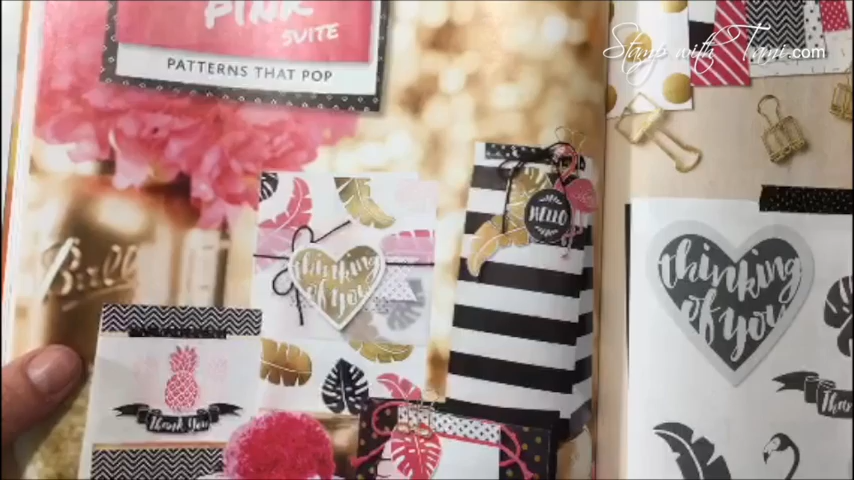 PINK
SUITE
PATTERNS THAT POP
Stamp with Tami.com
HELLO
thinking
of you
thinking
of you
Ball
THANK YOU